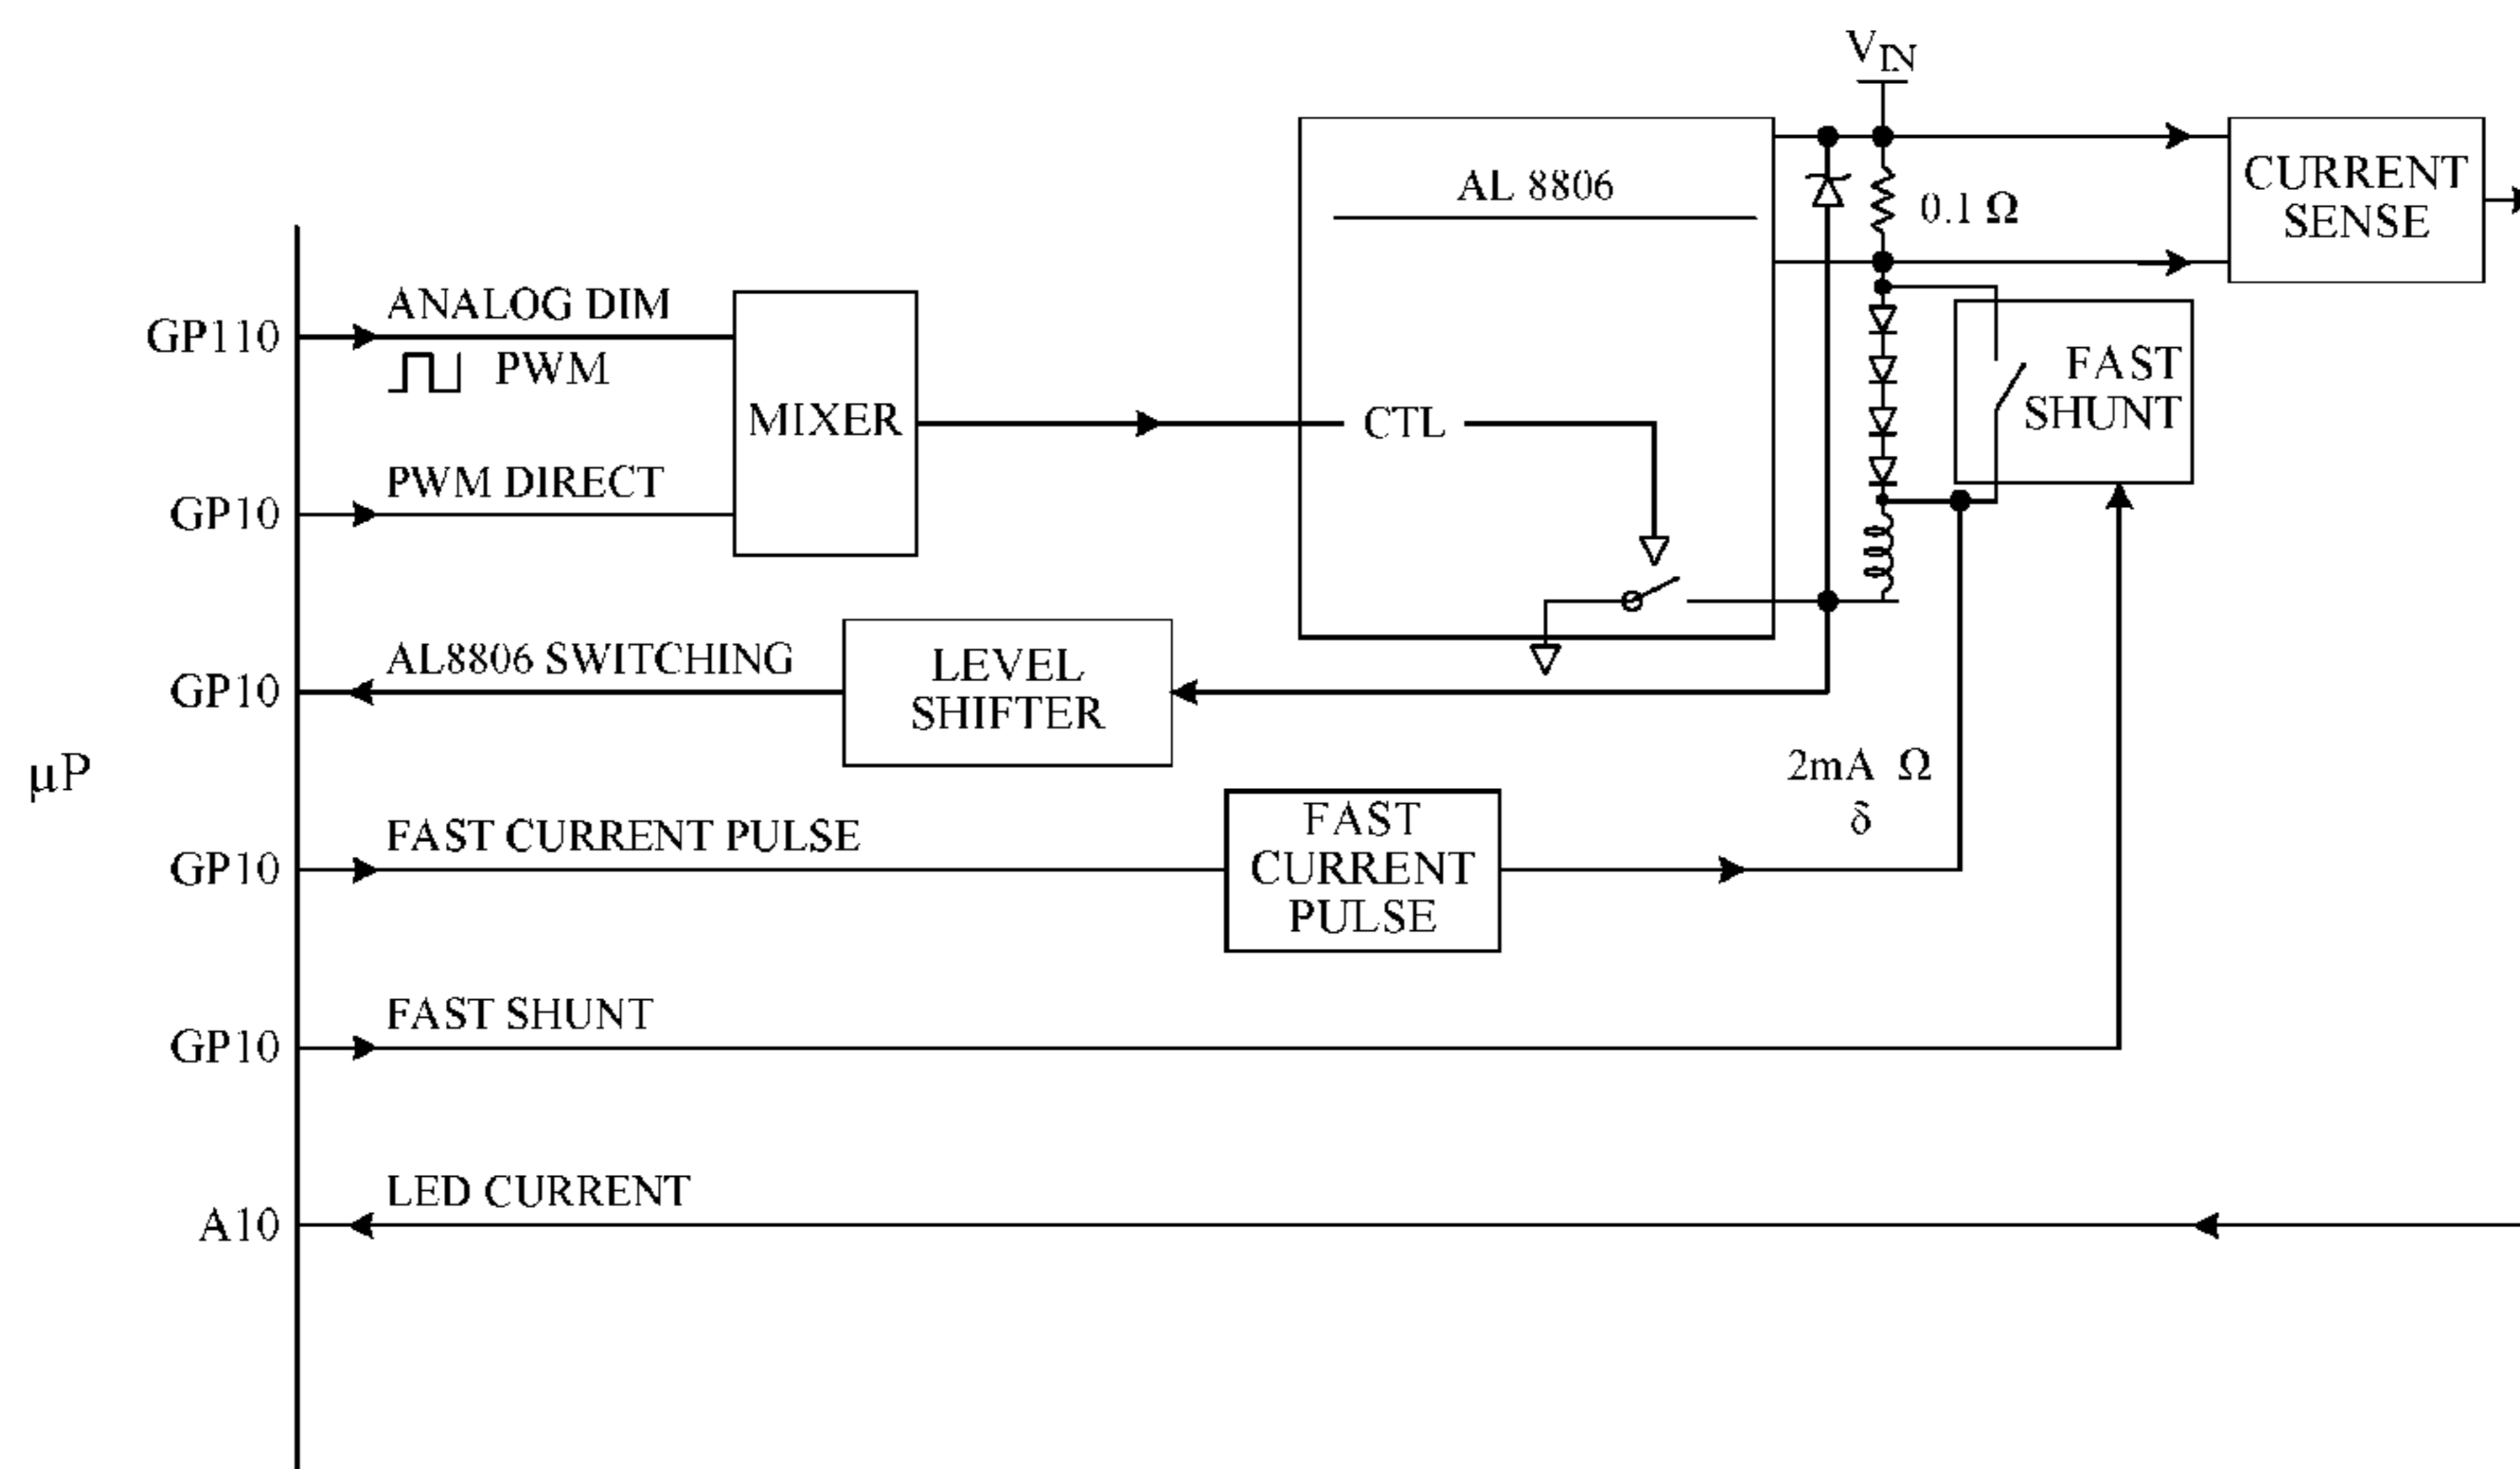 V_IN
AL 8806
CURRENT
SENSE
0.1 Ω
ANALOG DIM
GP110
PWM
MIXER
CTL
FAST
SHUNT
PWM DIRECT
GP10
AL8806 SWITCHING
GP10
LEVEL
SHIFTER
μP
2mA Ω
δ
FAST CURRENT PULSE
GP10
FAST
CURRENT
PULSE
FAST SHUNT
GP10
LED CURRENT
A10